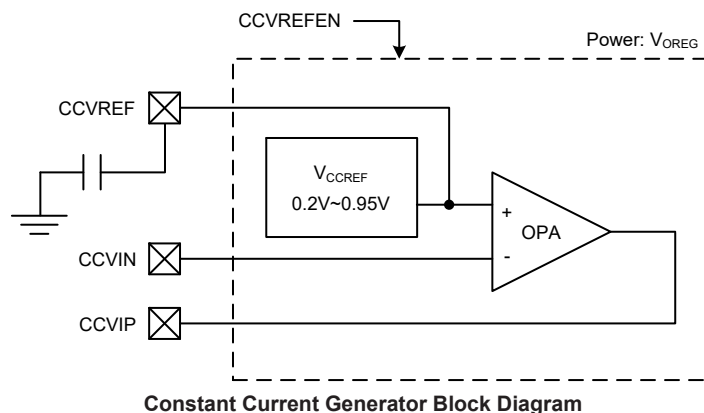 CCVREFEN
Power: VOREG
CCVREF
VCCREF
0.2V~0.95V
+
OPA
-
CCVIN
CCVIP
Constant Current Generator Block Diagram